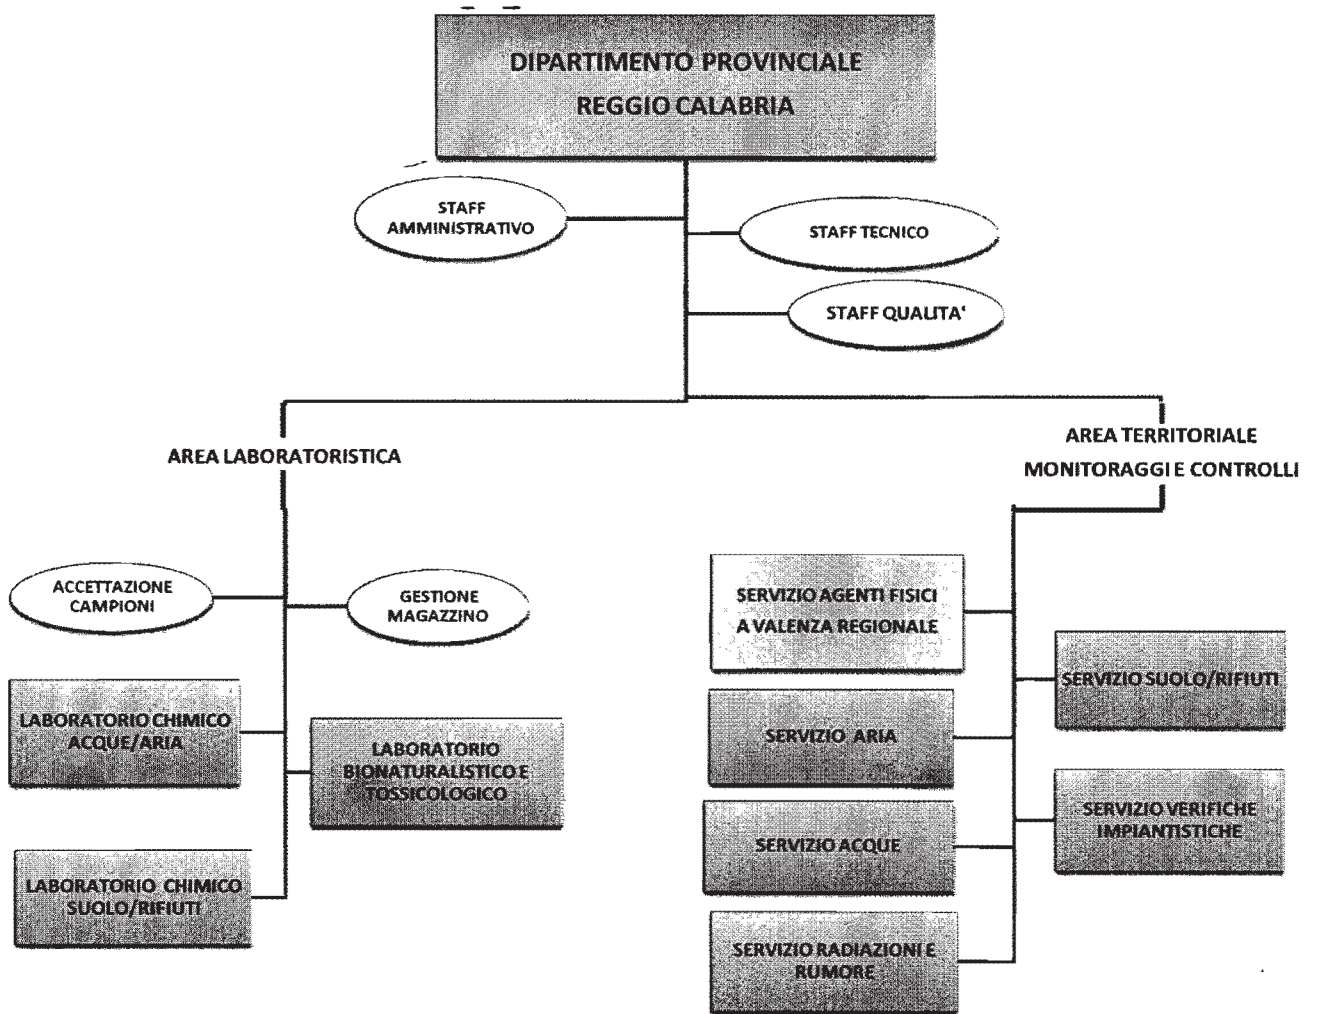 DIPARTIMENTO PROVINCIALE
REGGIO CALABRIA
STAFF
AMMINISTRATIVO
STAFF TECNICO
STAFF QUALITA'
AREA LABORATORISTICA
AREA TERRITORIALE
MONITORAGGI E CONTROLLI
ACCETTAZIONE
CAMPIONI
GESTIONE
MAGAZZINO
LABORATORIO CHIMICO
ACQUE/ARIA
LABORATORIO
BIONATURALISTICO E
TOSSICOLOGICO
LABORATORIO CHIMICO
SUOLO/RIFIUTI
SERVIZIO AGENTI FISICI
A VALENZA REGIONALE
SERVIZIO SUOLO/RIFIUTI
SERVIZIO ARIA
SERVIZIO VERIFICHE
IMPIANTISTICHE
SERVIZIO ACQUE
SERVIZIO RADIAZIONI E
RUMORE